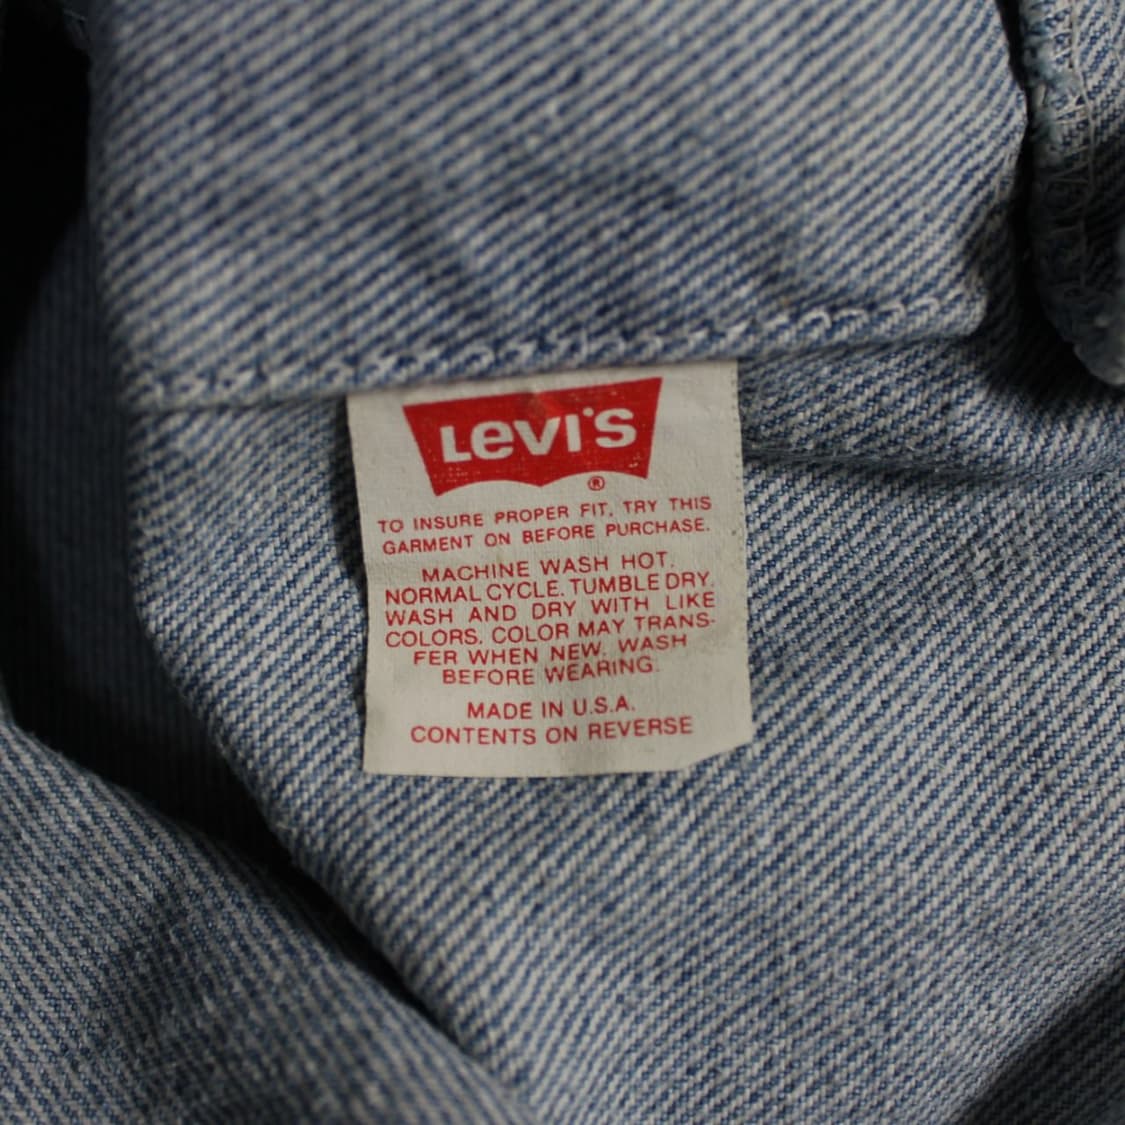 LEVI'S
®
TO INSURE PROPER FIT, TRY THIS
GARMENT ON BEFORE PURCHASE.
MACHINE WASH HOT,
NORMAL CYCLE. TUMBLE DRY.
WASH AND DRY WITH LIKE
COLORS. COLOR MAY TRANS-
FER WHEN NEW. WASH
BEFORE WEARING.
MADE IN U.S.A.
CONTENTS ON REVERSE